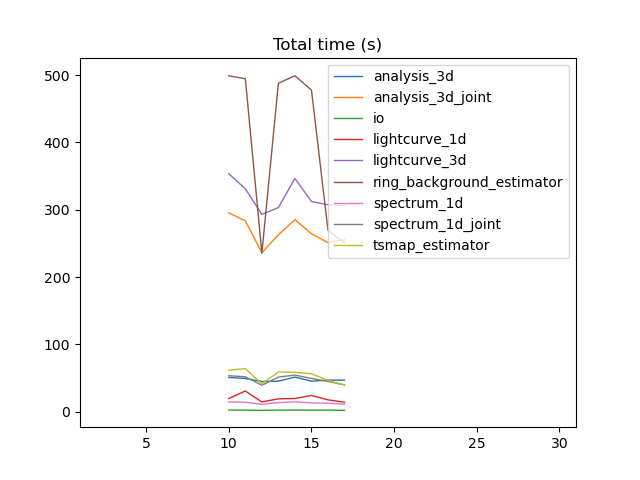 Total time (s)
500
400
300
200
100
0
analysis_3d
analysis_3d_joint
io
lightcurve_1d
lightcurve_3d
ring_background_estimator
spectrum_1d
spectrum_1d_joint
tsmap_estimator
5 10 15 20 25 30